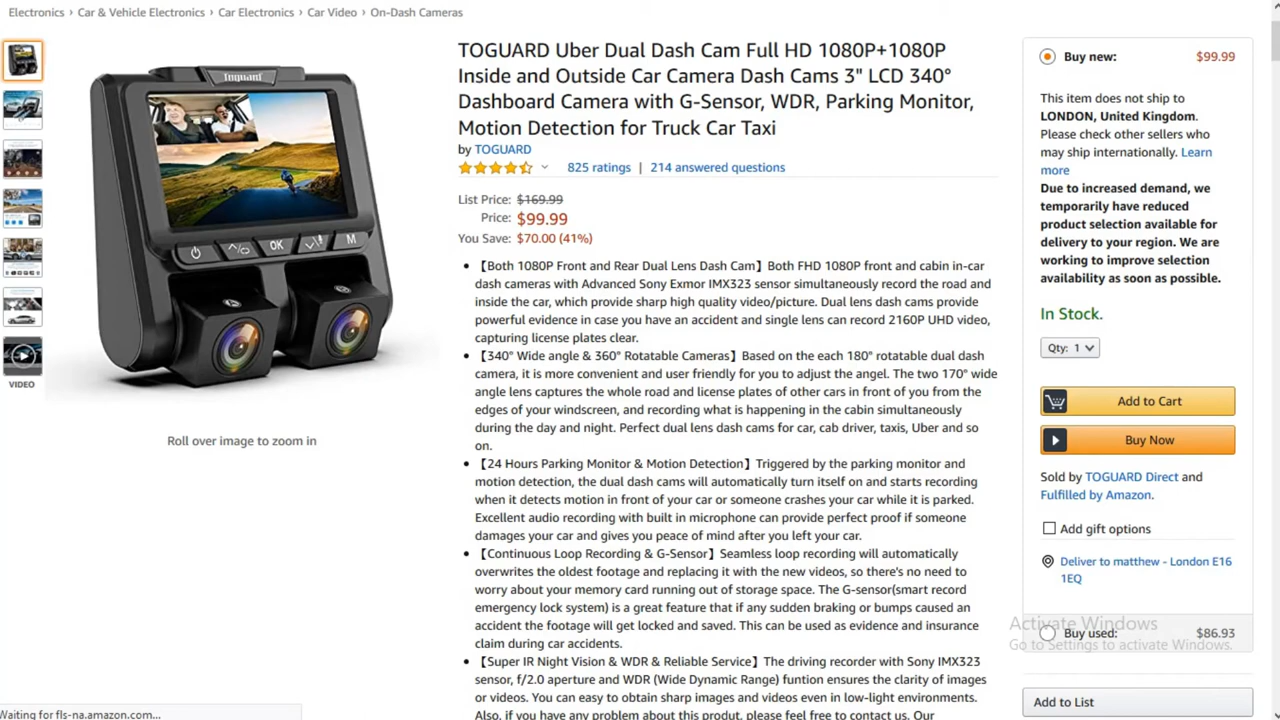 Electronics › Car & Vehicle Electronics › Car Electronics › Car Video › On-Dash Cameras
Toguard
OK
M
VIDEO
Roll over image to zoom in
TOGUARD Uber Dual Dash Cam Full HD 1080P+1080P
Inside and Outside Car Camera Dash Cams 3" LCD 340°
Dashboard Camera with G-Sensor, WDR, Parking Monitor,
Motion Detection for Truck Car Taxi
by TOGUARD
825 ratings | 214 answered questions
List Price: $169.99
Price: $99.99
You Save: $70.00 (41%)
• 【Both 1080P Front and Rear Dual Lens Dash Cam】Both FHD 1080P front and cabin in-car
dash cameras with Advanced Sony Exmor IMX323 sensor simultaneously record the road and
inside the car, which provide sharp high quality video/picture. Dual lens dash cams provide
powerful evidence in case you have an accident and single lens can record 2160P UHD video,
capturing license plates clear.
• 【340° Wide angle & 360° Rotatable Cameras】Based on the each 180° rotatable dual dash
camera, it is more convenient and user friendly for you to adjust the angel. The two 170° wide
angle lens captures the whole road and license plates of other cars in front of you from the
edges of your windscreen, and recording what is happening in the cabin simultaneously
during the day and night. Perfect dual lens dash cams for car, cab driver, taxis, Uber and so
on.
• 【24 Hours Parking Monitor & Motion Detection】Triggered by the parking monitor and
motion detection, the dual dash cams will automatically turn itself on and starts recording
when it detects motion in front of your car or someone crashes your car while it is parked.
Excellent audio recording with built in microphone can provide perfect proof if someone
damages your car and gives you peace of mind after you left your car.
• 【Continuous Loop Recording & G-Sensor】Seamless loop recording will automatically
overwrites the oldest footage and replacing it with the new videos, so there's no need to
worry about your memory card running out of storage space. The G-sensor(smart record
emergency lock system) is a great feature that if any sudden braking or bumps caused an
accident the footage will get locked and saved. This can be used as evidence and insurance
claim during car accidents.
• 【Super IR Night Vision & WDR & Reliable Service】The driving recorder with Sony IMX323
sensor, f/2.0 aperture and WDR (Wide Dynamic Range) funtion ensures the clarity of images
or videos. You can easy to obtain sharp images and videos even in low-light environments.
Also, if you have any problem about this produt, please feel free to contact us. Our
Buy new: $99.99
This item does not ship to
LONDON, United Kingdom.
Please check other sellers who
may ship internationally. Learn
more
Due to increased demand, we
temporarily have reduced
product selection available for
delivery to your region. We are
working to improve selection
availability as soon as possible.
In Stock.
Qty: 1
Add to Cart
Buy Now
Sold by TOGUARD Direct and
Fulfilled by Amazon.
Add gift options
Deliver to matthew - London E16
1EQ
Activate Windows
Go to Settings to activate Windows.
Buy used: $86.93
Add to List
Waiting for fls-na.amazon.com...